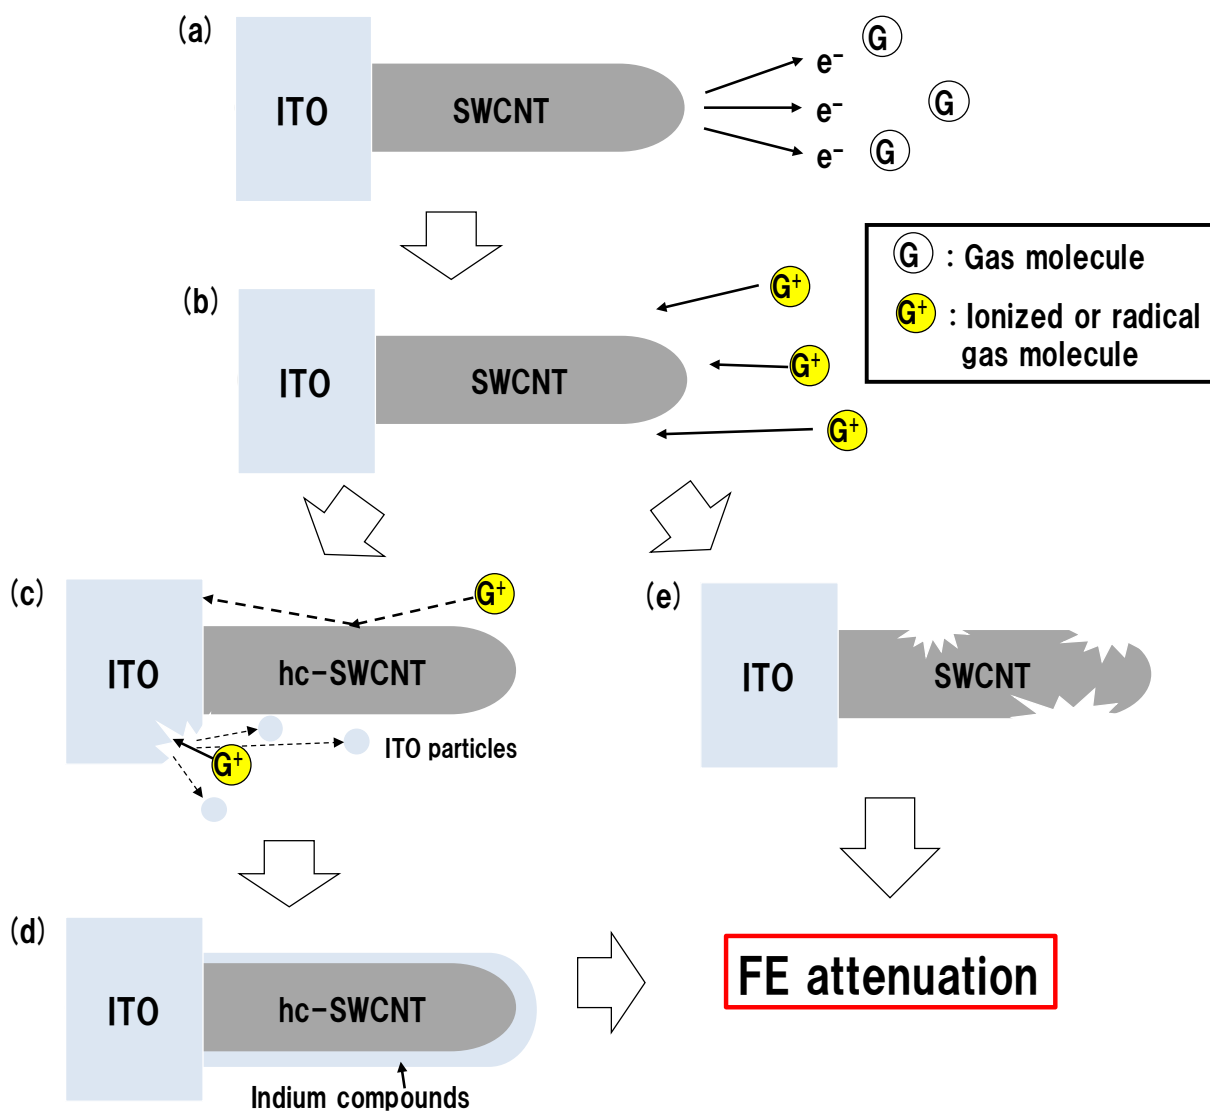 (a)
ITO
SWCNT
e⁻
e⁻
e⁻
G
G
G
G : Gas molecule
G⁺ : Ionized or radical
gas molecule
(b)
ITO
SWCNT
G⁺
G⁺
G⁺
(c)
ITO
hc-SWCNT
G⁺
G⁺
ITO particles
(e)
ITO
SWCNT
(d)
ITO
hc-SWCNT
Indium compounds
FE attenuation